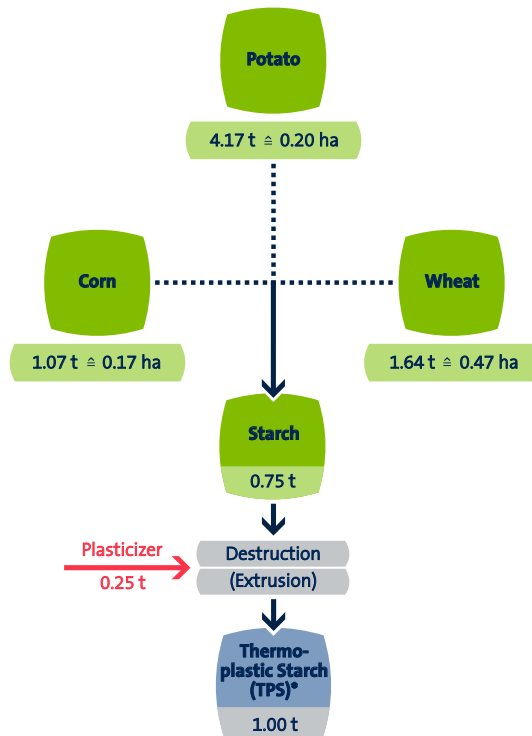 Potato
4.17 t ≙ 0.20 ha
Corn
1.07 t ≙ 0.17 ha
Wheat
1.64 t ≙ 0.47 ha
Starch
0.75 t
Plasticizer
0.25 t
Destruction
(Extrusion)
Thermo-
plastic Starch
(TPS)*
1.00 t